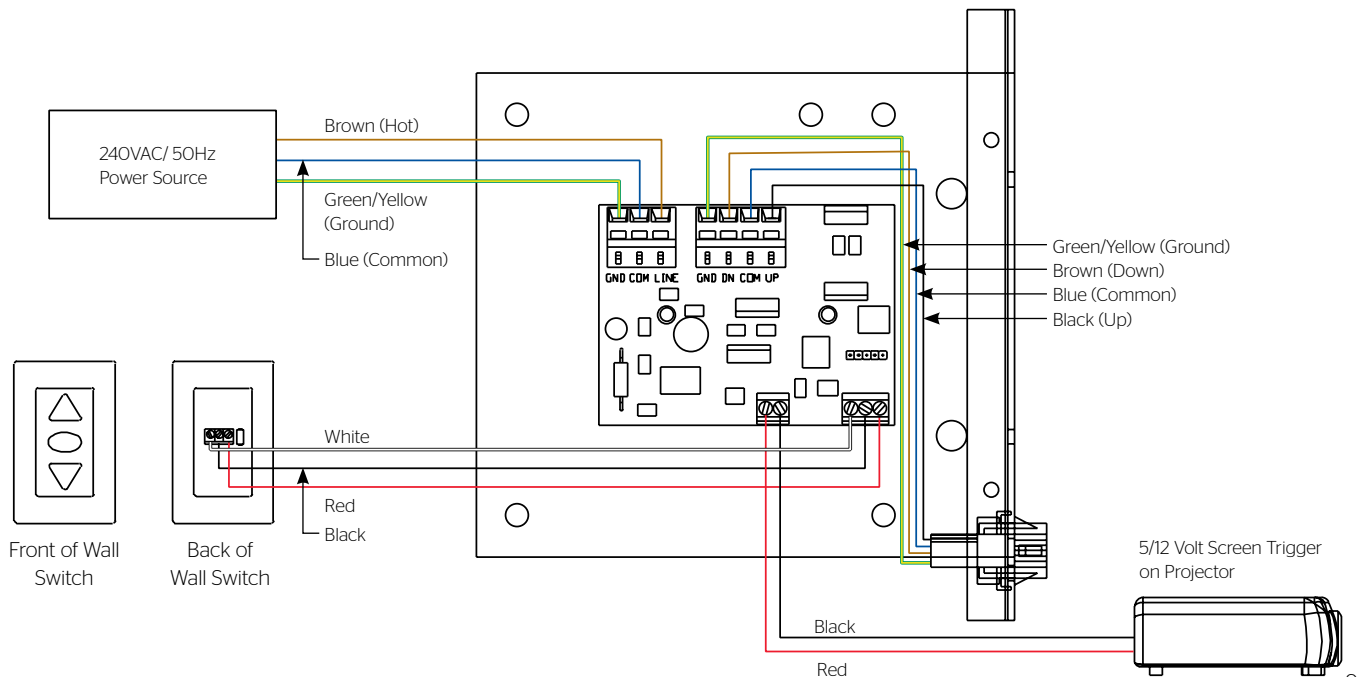 240VAC/ 50Hz
Power Source
Brown (Hot)
Green/Yellow
(Ground)
Blue (Common)
GND COM LINE
GND DN COM UP
Green/Yellow (Ground)
Brown (Down)
Blue (Common)
Black (Up)
White
Red
Black
Front of Wall
Switch
Back of
Wall Switch
5/12 Volt Screen Trigger
on Projector
Black
Red